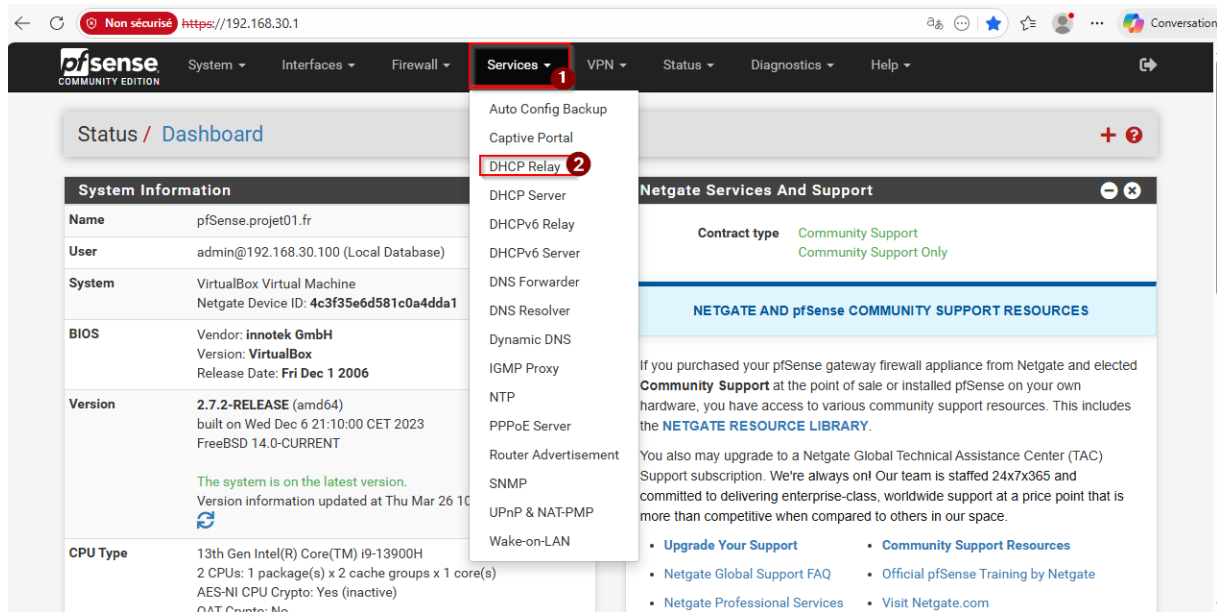 Non sécurisé https://192.168.30.1
Conversation
pfsense
COMMUNITY EDITION
System Interfaces Firewall Services VPN Status Diagnostics Help
1
Auto Config Backup
Captive Portal
DHCP Relay 2
DHCP Server
DHCPv6 Relay
DHCPv6 Server
DNS Forwarder
DNS Resolver
Dynamic DNS
IGMP Proxy
NTP
PPPoE Server
Router Advertisement
SNMP
UPnP & NAT-PMP
Wake-on-LAN
Status / Dashboard
System Information
Name pfSense.projet01.fr
User admin@192.168.30.100 (Local Database)
System VirtualBox Virtual Machine
Netgate Device ID: 4c3f35e6d581c0a4dda1
BIOS Vendor: innotek GmbH
Version: VirtualBox
Release Date: Fri Dec 1 2006
Version 2.7.2-RELEASE (amd64)
built on Wed Dec 6 21:10:00 CET 2023
FreeBSD 14.0-CURRENT
The system is on the latest version.
Version information updated at Thu Mar 26 10
CPU Type 13th Gen Intel(R) Core(TM) i9-13900H
2 CPUs: 1 package(s) x 2 cache groups x 1 core(s)
AES-NI CPU Crypto: Yes (inactive)
QAT Crypto: No
Netgate Services And Support
Contract type Community Support
Community Support Only
NETGATE AND pfSense COMMUNITY SUPPORT RESOURCES
If you purchased your pfSense gateway firewall appliance from Netgate and elected
Community Support at the point of sale or installed pfSense on your own
hardware, you have access to various community support resources. This includes
the NETGATE RESOURCE LIBRARY.
You also may upgrade to a Netgate Global Technical Assistance Center (TAC)
Support subscription. We're always on! Our team is staffed 24x7x365 and
committed to delivering enterprise-class, worldwide support at a price point that is
more than competitive when compared to others in our space.
• Upgrade Your Support • Community Support Resources
• Netgate Global Support FAQ • Official pfSense Training by Netgate
• Netgate Professional Services • Visit Netgate.com